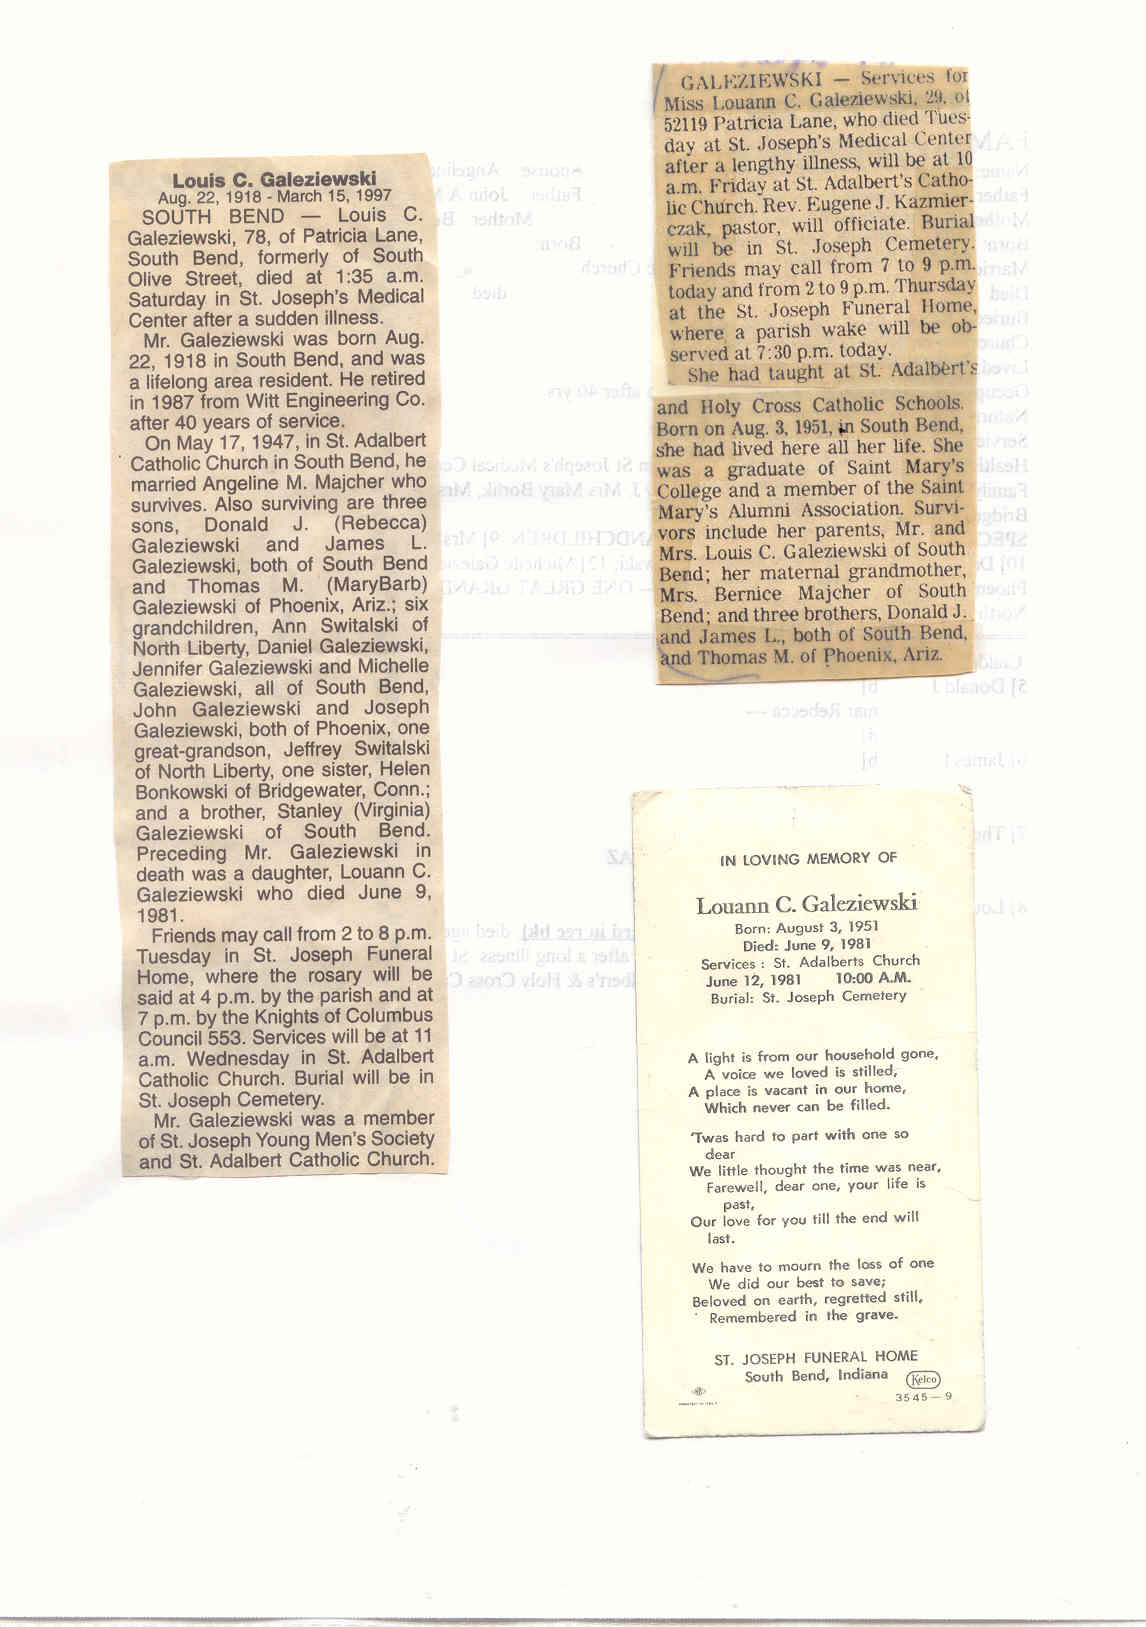 Louis C. Galeziewski
Aug. 22, 1918 - March 15, 1997
SOUTH BEND — Louis C.
Galeziewski, 78, of Patricia Lane,
South Bend, formerly of South
Olive Street, died at 1:35 a.m.
Saturday in St. Joseph's Medical
Center after a sudden illness.
Mr. Galeziewski was born Aug.
22, 1918 in South Bend, and was
a lifelong area resident. He retired
in 1987 from Witt Engineering Co.
after 40 years of service.
On May 17, 1947, in St. Adalbert
Catholic Church in South Bend, he
married Angeline M. Majcher who
survives. Also surviving are three
sons, Donald J. (Rebecca)
Galeziewski and James L.
Galeziewski, both of South Bend
and Thomas M. (MaryBarb)
Galeziewski of Phoenix, Ariz.; six
grandchildren, Ann Switalski of
North Liberty, Daniel Galeziewski,
Jennifer Galeziewski and Michelle
Galeziewski, all of South Bend,
John Galeziewski and Joseph
Galeziewski, both of Phoenix, one
great-grandson, Jeffrey Switalski
of North Liberty, one sister, Helen
Bonkowski of Bridgewater, Conn.;
and a brother, Stanley (Virginia)
Galeziewski of South Bend.
Preceding Mr. Galeziewski in
death was a daughter, Louann C.
Galeziewski who died June 9,
1981.
Friends may call from 2 to 8 p.m.
Tuesday in St. Joseph Funeral
Home, where the rosary will be
said at 4 p.m. by the parish and at
7 p.m. by the Knights of Columbus
Council 553. Services will be at 11
a.m. Wednesday in St. Adalbert
Catholic Church. Burial will be in
St. Joseph Cemetery.
Mr. Galeziewski was a member
of St. Joseph Young Men's Society
and St. Adalbert Catholic Church.
GALEZIEWSKI — Services for
Miss Louann C. Galeziewski, 29, of
52119 Patricia Lane, who died Tues-
day at St. Joseph's Medical Center
after a lengthy illness, will be at 10
a.m. Friday at St. Adalbert's Catho-
lic Church. Rev. Eugene J. Kazmier-
czak, pastor, will officiate. Burial
will be in St. Joseph Cemetery.
Friends may call from 7 to 9 p.m.
today and from 2 to 9 p.m. Thursday
at the St. Joseph Funeral Home,
where a parish wake will be ob-
served at 7:30 p.m. today.
She had taught at St. Adalbert's
and Holy Cross Catholic Schools.
Born on Aug. 3, 1951, in South Bend,
she had lived here all her life. She
was a graduate of Saint Mary's
College and a member of the Saint
Mary's Alumni Association. Survi-
vors include her parents, Mr. and
Mrs. Louis C. Galeziewski of South
Bend; her maternal grandmother,
Mrs. Bernice Majcher of South
Bend; and three brothers, Donald J.
and James L., both of South Bend,
and Thomas M. of Phoenix, Ariz.
IN LOVING MEMORY OF
Louann C. Galeziewski
Born: August 3, 1951
Died: June 9, 1981
Services : St. Adalberts Church
June 12, 1981 10:00 A.M.
Burial: St. Joseph Cemetery
A light is from our household gone,
A voice we loved is stilled,
A place is vacant in our home,
Which never can be filled.
'Twas hard to part with one so
dear
We little thought the time was near,
Farewell, dear one, your life is
past,
Our love for you till the end will
last.
We have to mourn the loss of one
We did our best to save;
Beloved on earth, regretted still,
Remembered in the grave.
ST. JOSEPH FUNERAL HOME
South Bend, Indiana
Kelco
3545—9